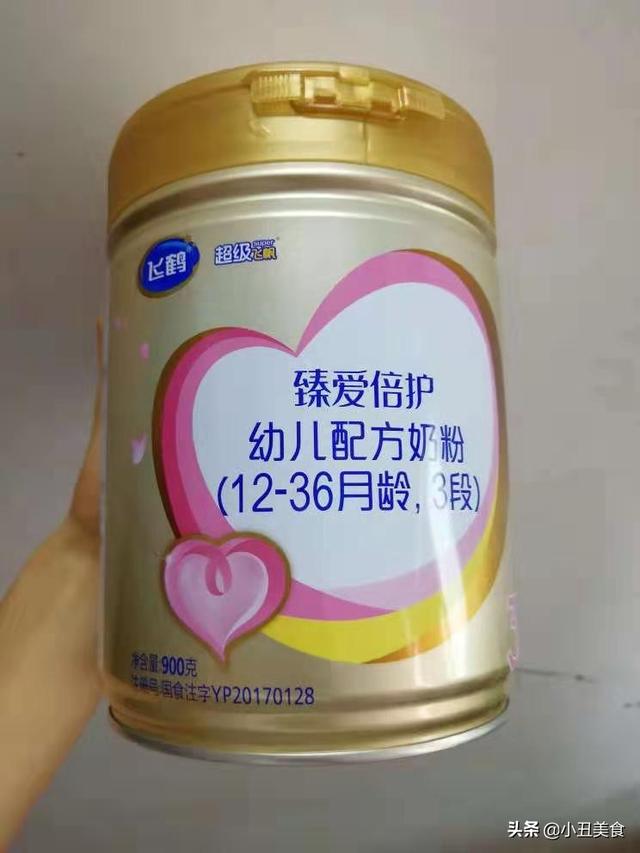 飞鹤
超级飞帆
super
臻爱倍护
幼儿配方奶粉
(12-36月龄, 3段)
净含量:900克
注册号:国食注字YP20170128
头条 @小丑美食